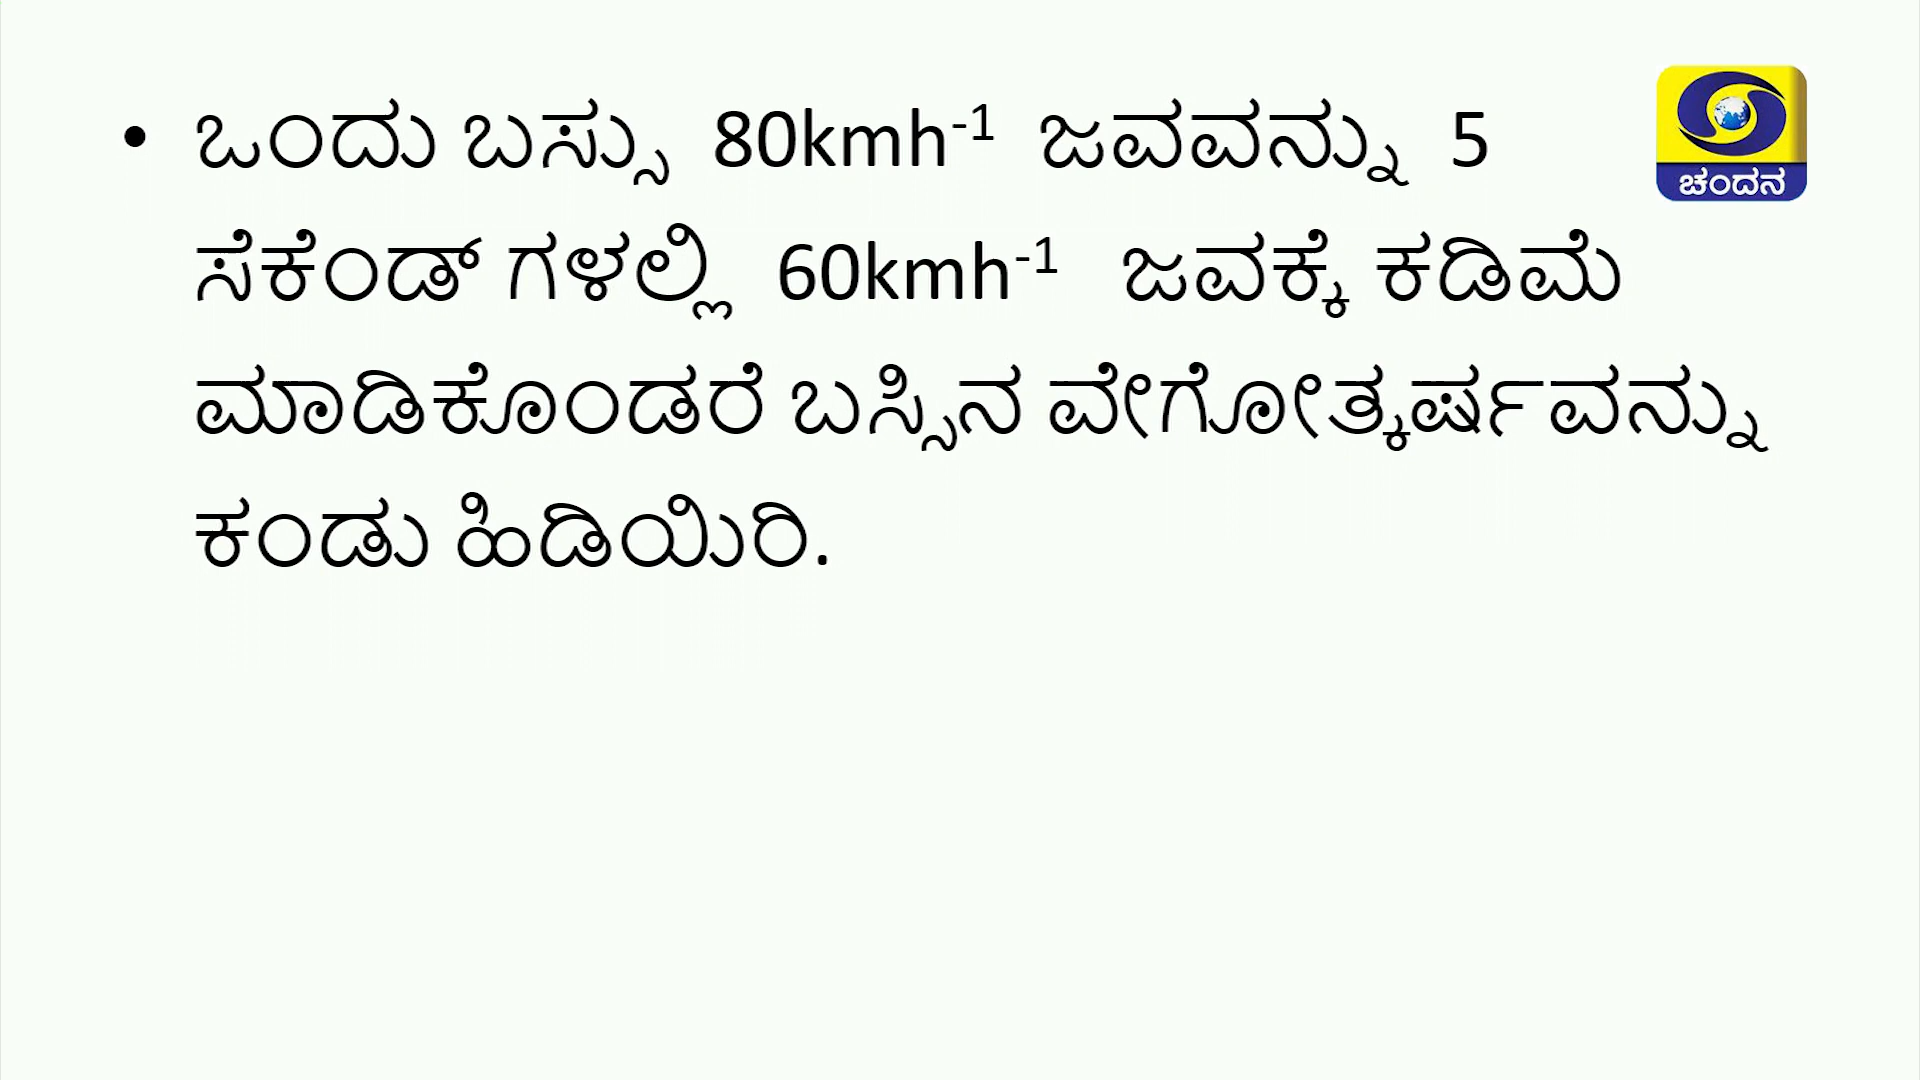 • ಒಂದು ಬಸ್ಸು 80kmh⁻¹ ಜವವನ್ನು 5
ಸೆಕೆಂಡ್ ಗಳಲ್ಲಿ 60kmh⁻¹ ಜವಕ್ಕೆ ಕಡಿಮೆ
ಮಾಡಿಕೊಂಡರೆ ಬಸ್ಸಿನ ವೇಗೋತ್ಕರ್ಷವನ್ನು
ಕಂಡು ಹಿಡಿಯಿರಿ.
ಚಂದನ